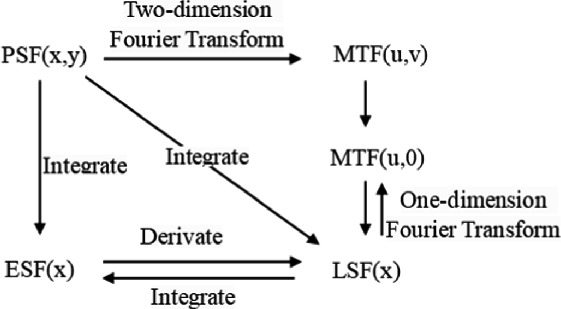 Two-dimension
Fourier Transform
PSF(x,y)
MTF(u,v)
Integrate
Integrate
MTF(u,0)
One-dimension
Fourier Transform
Derivate
ESF(x)
LSF(x)
Integrate